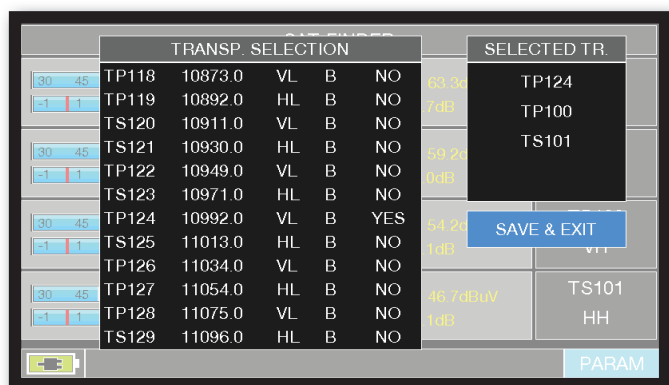 TRANSP. SELECTION
TP118 10873.0 VL B NO
TP119 10892.0 HL B NO
TS120 10911.0 VL B NO
TS121 10930.0 HL B NO
TP122 10949.0 VL B NO
TS123 10971.0 HL B NO
TP124 10992.0 VL B YES
TS125 11013.0 HL B NO
TP126 11034.0 VL B NO
TP127 11054.0 HL B NO
TP128 11075.0 VL B NO
TS129 11096.0 HL B NO
SELECTED TR.
TP124
TP100
TS101
SAVE & EXIT
30 45
-1 1
63.3d
7dB
30 45
-1 1
59.2d
0dB
30 45
-1 1
54.2d
1dB
30 45
-1 1
46.7dBuV
1dB
TS101
HH
PARAM